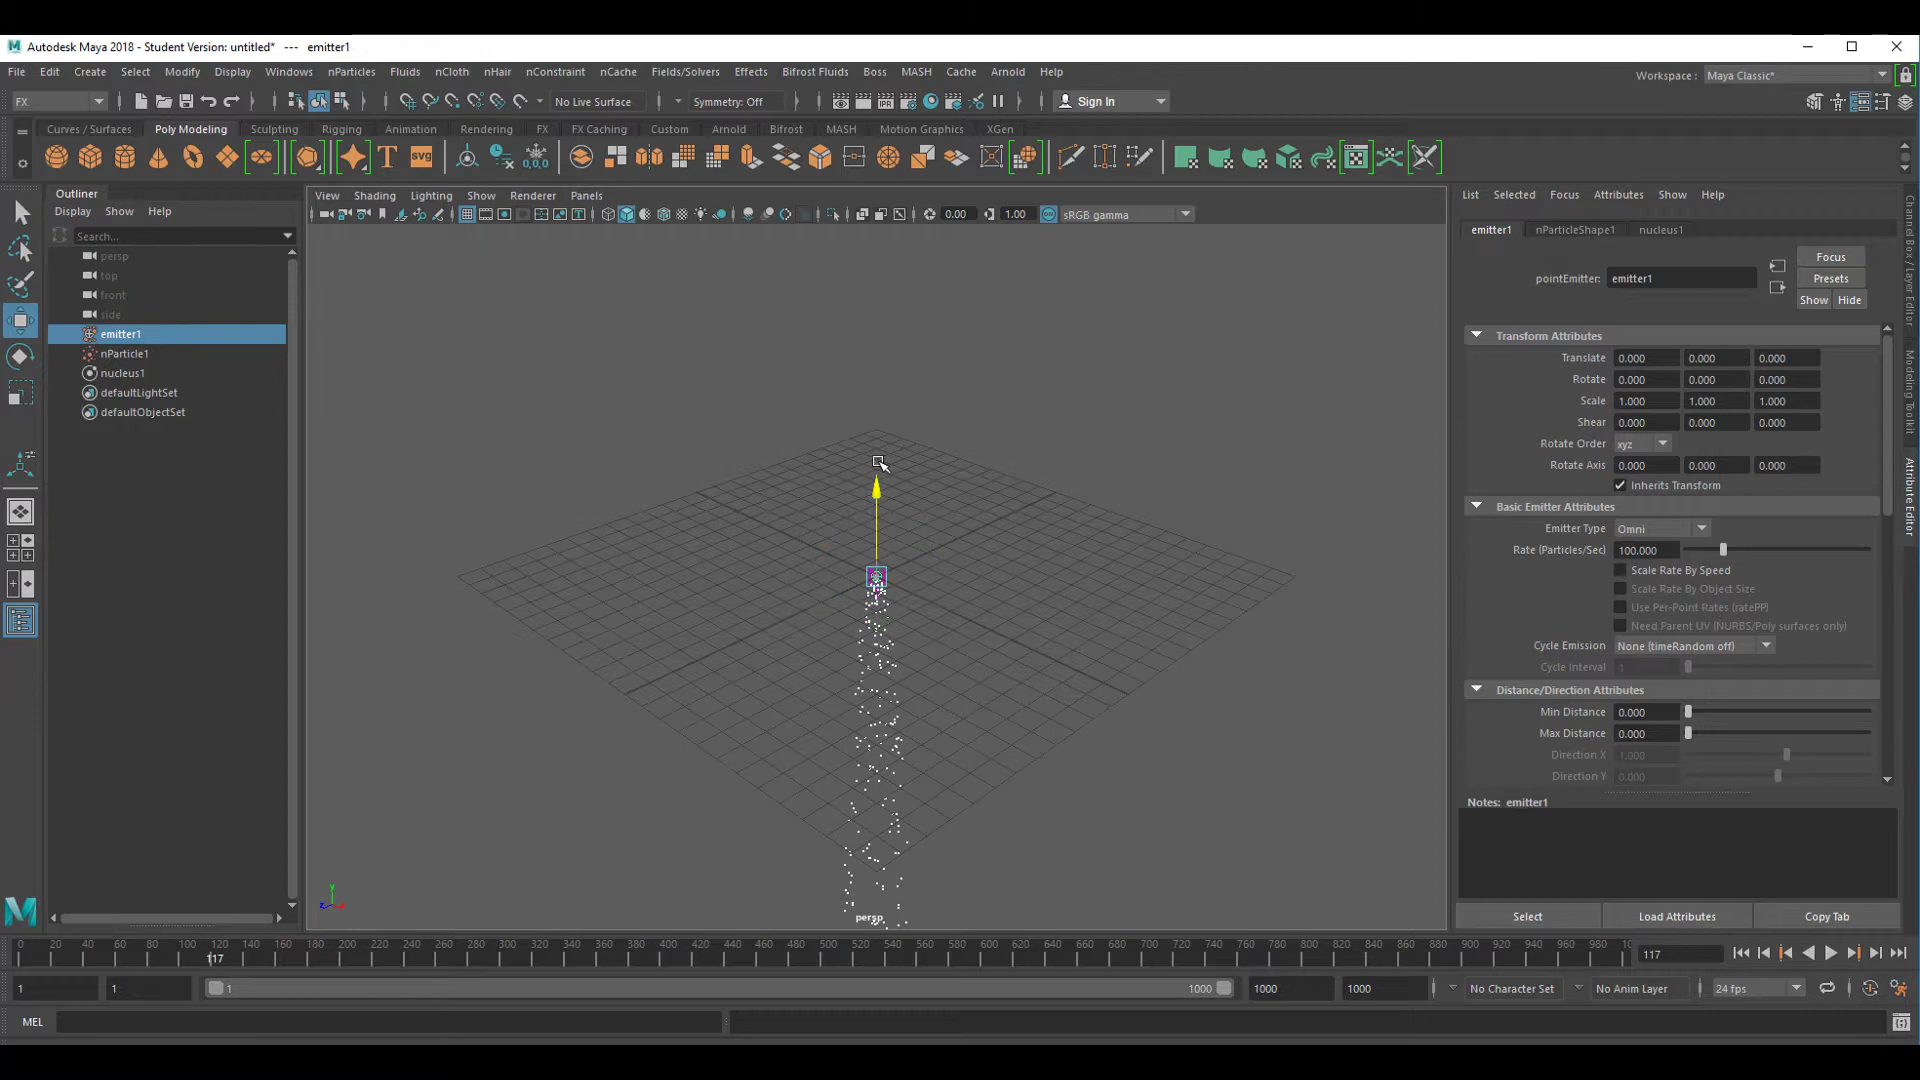 Autodesk Maya 2018 - Student Version: untitled* --- emitter1
File Edit Create Select Modify Display Windows nParticles Fluids nCloth nHair nConstraint nCache Fields/Solvers Effects Bifrost Fluids Boss MASH Cache Arnold Help
Workspace : Maya Classic*
FX
No Live Surface
Symmetry: Off
IPR
Sign In
Curves / Surfaces Poly Modeling Sculpting Rigging Animation Rendering FX FX Caching Custom Arnold Bifrost MASH Motion Graphics XGen
T SVG 0,0,0
Outliner
Display Show Help
Search...
persp
top
front
side
emitter1
nParticle1
nucleus1
defaultLightSet
defaultObjectSet
View Shading Lighting Show Renderer Panels
0.00 1.00 ON sRGB gamma
persp
List Selected Focus Attributes Show Help
emitter1 nParticleShape1 nucleus1
pointEmitter: emitter1
Focus
Presets
Show Hide
Transform Attributes
Translate 0.000 0.000 0.000
Rotate 0.000 0.000 0.000
Scale 1.000 1.000 1.000
Shear 0.000 0.000 0.000
Rotate Order xyz
Rotate Axis 0.000 0.000 0.000
Inherits Transform
Basic Emitter Attributes
Emitter Type Omni
Rate (Particles/Sec) 100.000
Scale Rate By Speed
Scale Rate By Object Size
Use Per-Point Rates (ratePP)
Need Parent UV (NURBS/Poly surfaces only)
Cycle Emission None (timeRandom off)
Cycle Interval 1
Distance/Direction Attributes
Min Distance 0.000
Max Distance 0.000
Direction X 1.000
Direction Y 0.000
Notes: emitter1
Select Load Attributes Copy Tab
Channel Box / Layer Editor
Modeling Toolkit
Attribute Editor
0 20 40 60 80 100 120 140 160 180 200 220 240 260 280 300 320 340 360 380 400 420 440 460 480 500 520 540 560 580 600 620 640 660 680 700 720 740 760 780 800 820 840 860 880 900 920 940 960 980
117
117
1 1 1 1000 1000 1000 No Character Set No Anim Layer 24 fps
MEL